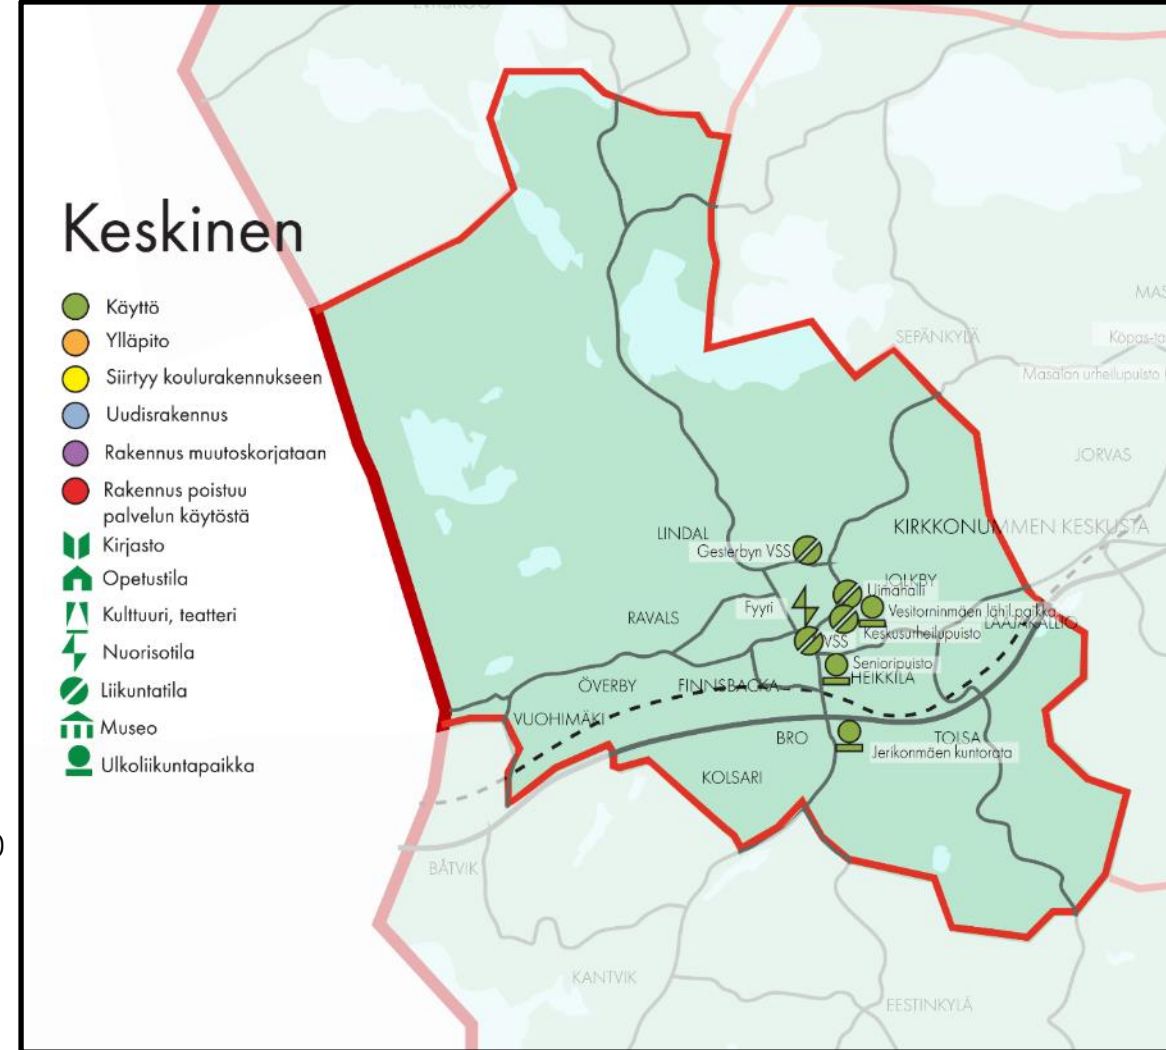 Keskinen
Käyttö
Ylläpito
Siirtyy koulurakennukseen
Uudisrakennus
Rakennus muutoskorjataan
Rakennus poistuu
palvelun käytöstä
Kirjasto
Opetustila
Kulttuuri, teatteri
Nuorisotila
Liikuntatila
Museo
Ulkoliikuntapaikka
)
SEPÄNKYLÄ
JORVAS
KIRKKONUMMEN KESKUSTA
LINDAL
Gesterbyn VSS
JOLKBY
Uimahalli
Fyyri
Vesitorninmäen lähil.paikka
RAVALS
LAAJAKALLIO
VSS
Keskusurheilupuisto
Senioripuisto
HEIKKILÄ
ÖVERBY
FINNSBACKA
VUOHIMÄKI
BRO
TOLSA
Jerikonmäen kuntorata
KOLSARI
BÅTVIK
KANTVIK
EESTINKYLÄ
Masalan urheilupuisto